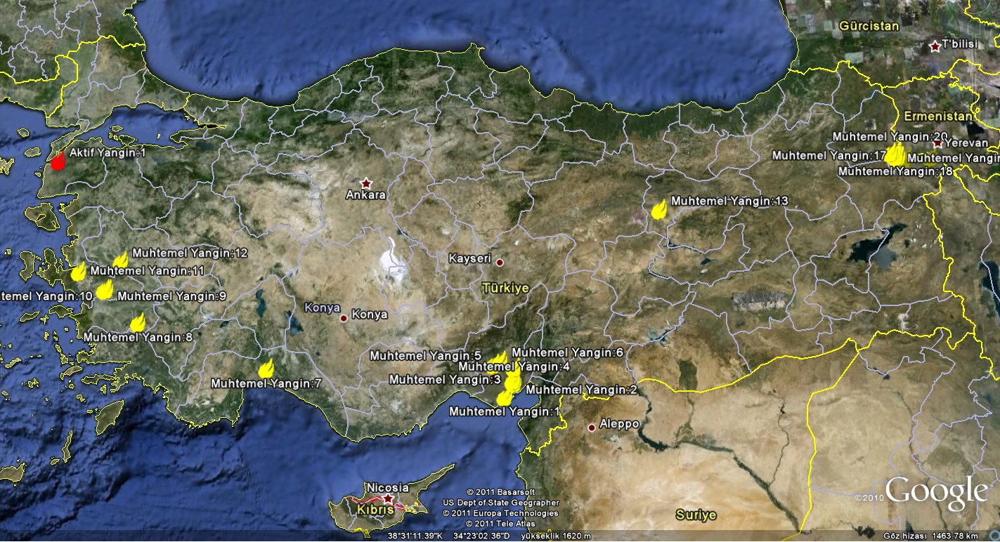 Gürcistan
T'bilisi
Ermenistan
Muhtemel Yangin:20
Yerevan
Aktif Yangin:1
Muhtemel Yangin:17
Muhtemel Yangin
Muhtemel Yangin:18
Ankara
Muhtemel Yangin:13
Muhtemel Yangin:12
Kayseri
Muhtemel Yangin:11
Türkiye
temel Yangin:10
Muhtemel Yangin:9
Konya
Konya
Muhtemel Yangin:8
Muhtemel Yangin:5
Muhtemel Yangin:6
Muhtemel Yangin:4
Muhtemel Yangin:3
Muhtemel Yangin:7
Muhtemel Yangin:2
Muhtemel Yangin:1
Aleppo
Nicosia
Kıbrıs
© 2011 Basarsoft
US Dept of State Geographer
© 2011 Europa Technologies
© 2011 Tele Atlas
©2010 Google
Suriye
38°31'11.39"K 34°23'02.36"D yükseklik 1620 m
Göz hizası 1463.78 km